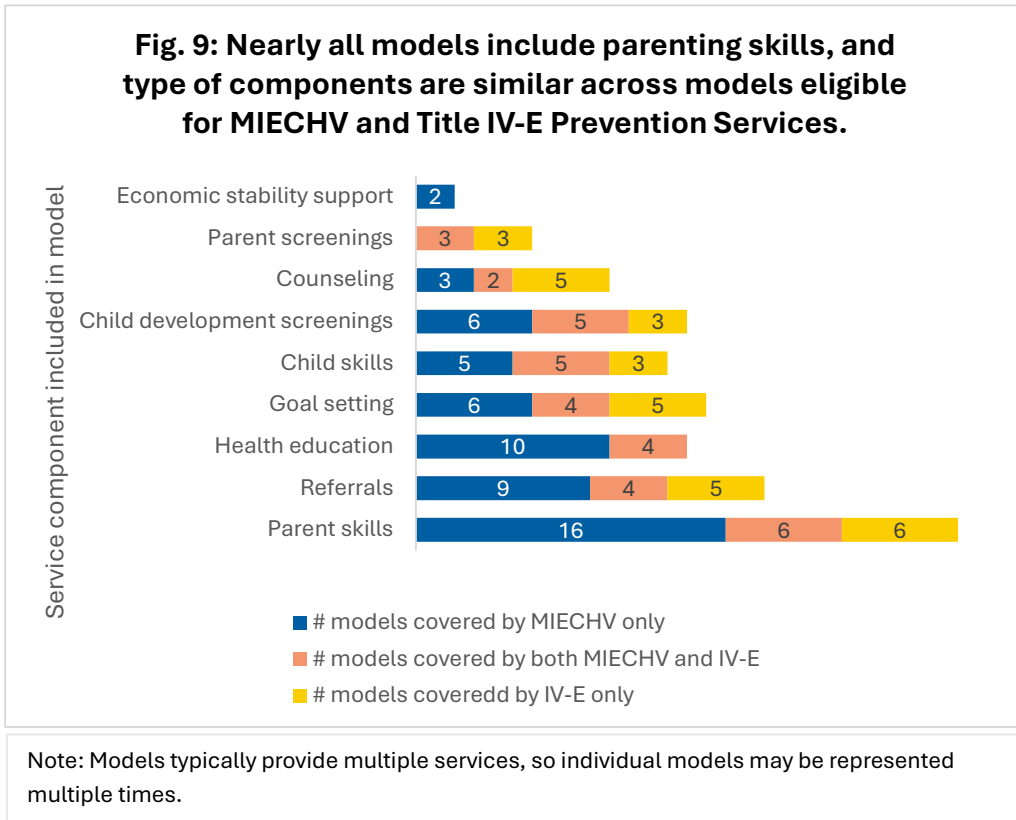 Fig. 9: Nearly all models include parenting skills, and
type of components are similar across models eligible
for MIECHV and Title IV-E Prevention Services.
Service component included in model
Economic stability support 2
Parent screenings 3 3
Counseling 3 2 5
Child development screenings 6 5 3
Child skills 5 5 3
Goal setting 6 4 5
Health education 10 4
Referrals 9 4 5
Parent skills 16 6 6
# models covered by MIECHV only
# models covered by both MIECHV and IV-E
# models coveredd by IV-E only
Note: Models typically provide multiple services, so individual models may be represented
multiple times.